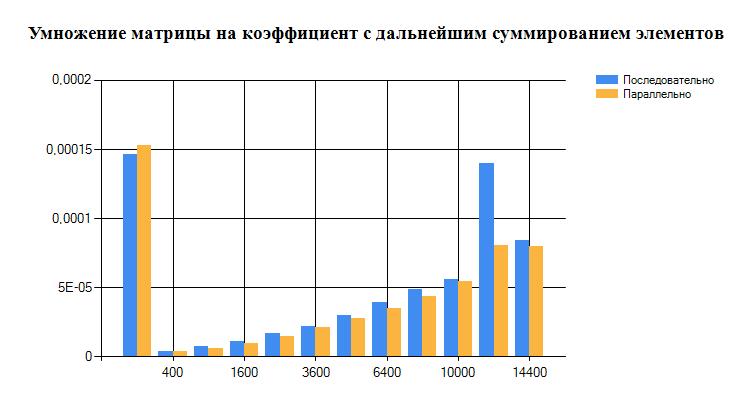 Умножение матрицы на коэффициент с дальнейшим суммированием элементов
0,0002
0,00015
0,0001
5E-05
0
400
1600
3600
6400
10000
14400
Последовательно
Параллельно